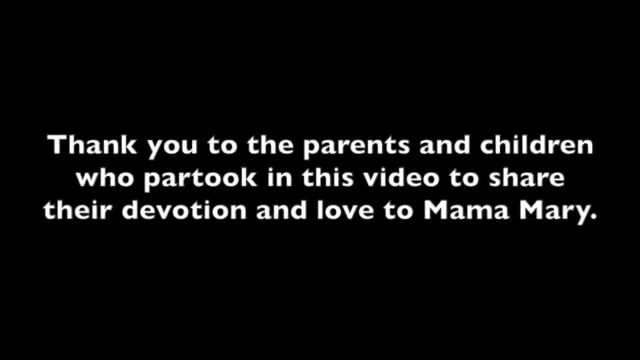 Thank you to the parents and children
who partook in this video to share
their devotion and love to Mama Mary.